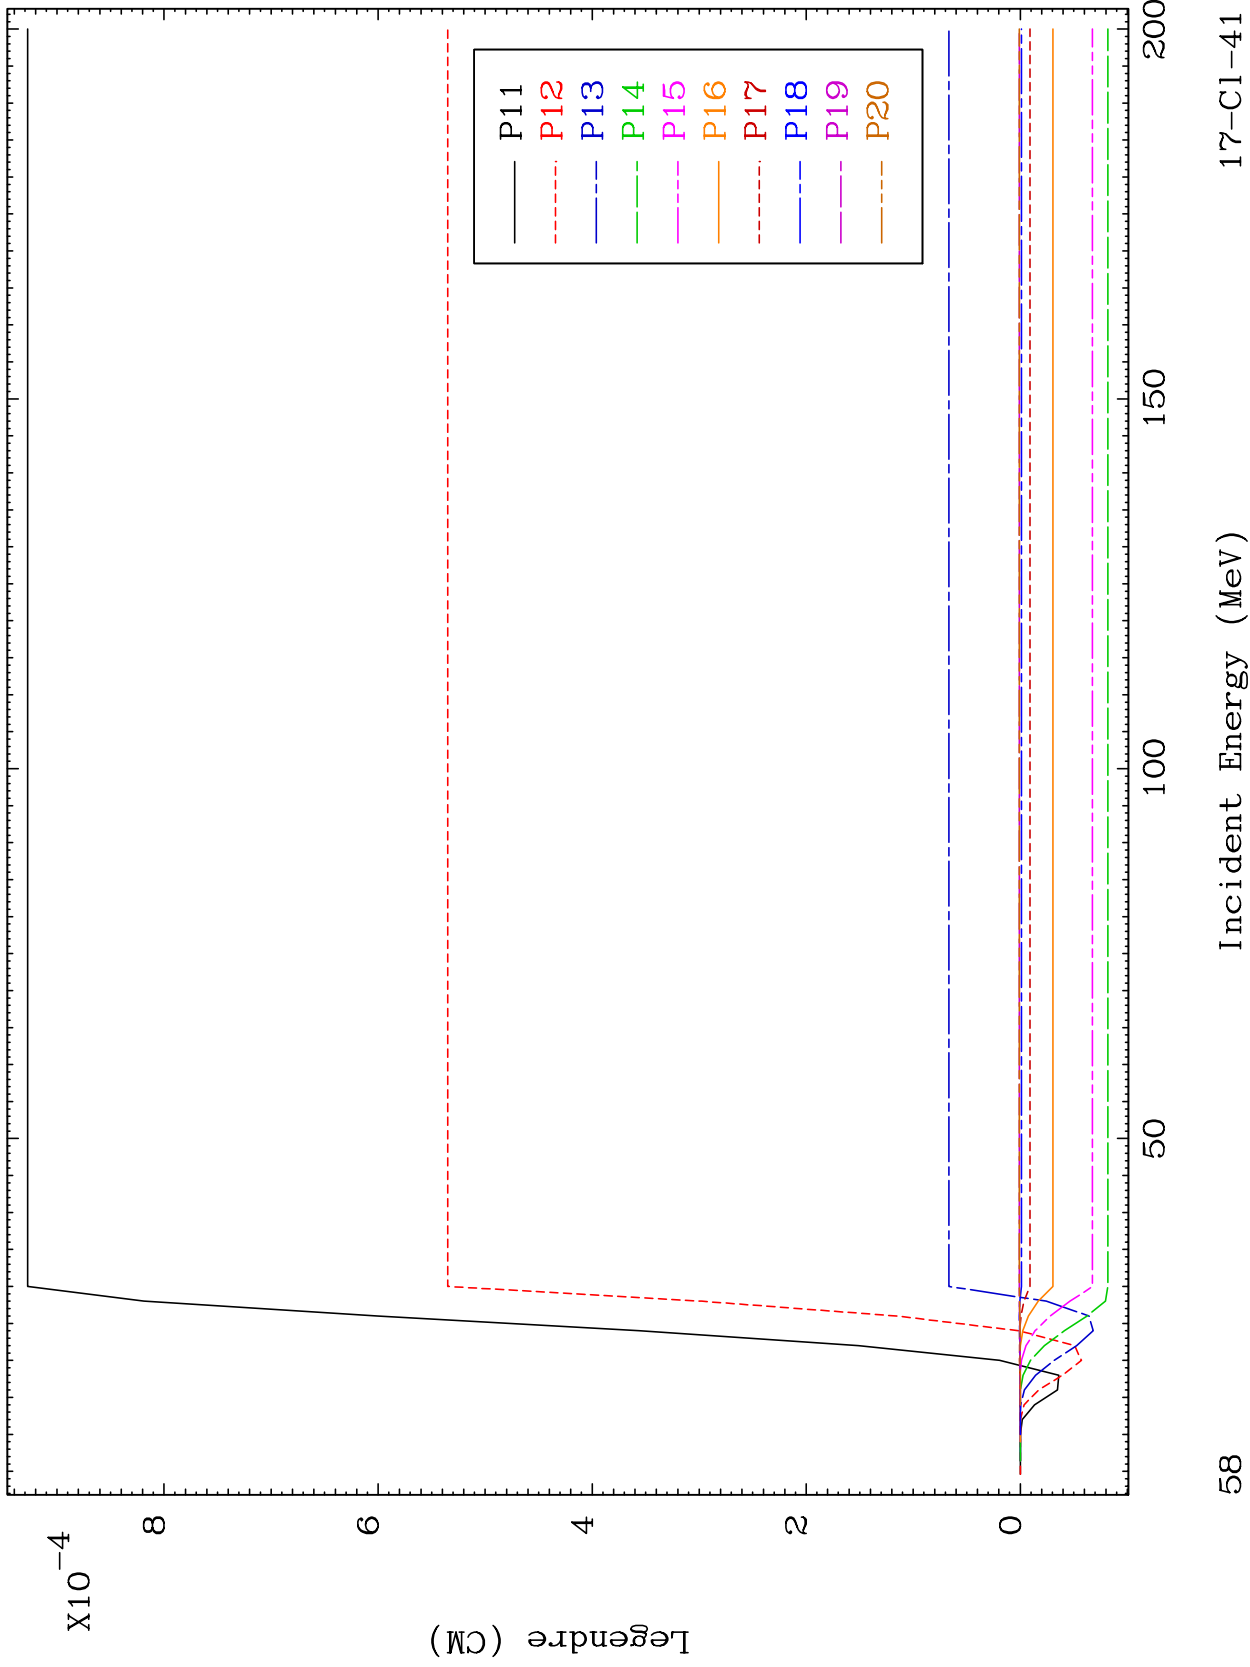 X10^-4
8
6
4
2
0
Legendre (CM)
P11
P12
P13
P14
P15
P16
P17
P18
P19
P20
50
100
150
200
58
Incident Energy (MeV)
17-Cl-41